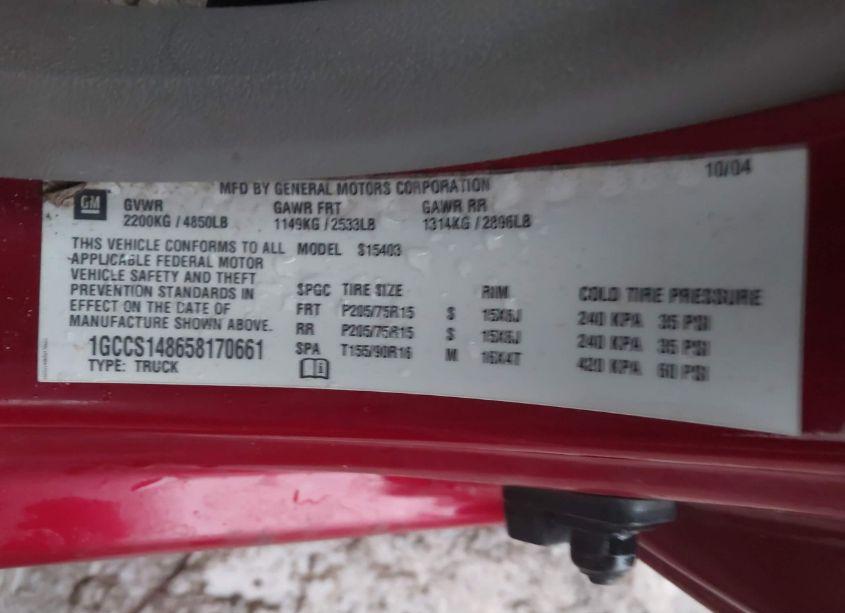 10/04
MFD BY GENERAL MOTORS CORPORATION
GM
GVWR GAWR FRT GAWR RR
2200KG / 4850LB 1149KG / 2533LB 1314KG / 2896LB
THIS VEHICLE CONFORMS TO ALL
APPLICABLE FEDERAL MOTOR
VEHICLE SAFETY AND THEFT
PREVENTION STANDARDS IN
EFFECT ON THE DATE OF
MANUFACTURE SHOWN ABOVE.
1GCCS148658170661
TYPE: TRUCK
MODEL S15403
SPGC TIRE SIZE RIM COLD TIRE PRESSURE
FRT P205/75R15 S 15X6J 240 KPA 35 PSI
RR P205/75R15 S 15X6J 240 KPA 35 PSI
SPA T155/90R16 M 16X4T 420 KPA 60 PSI